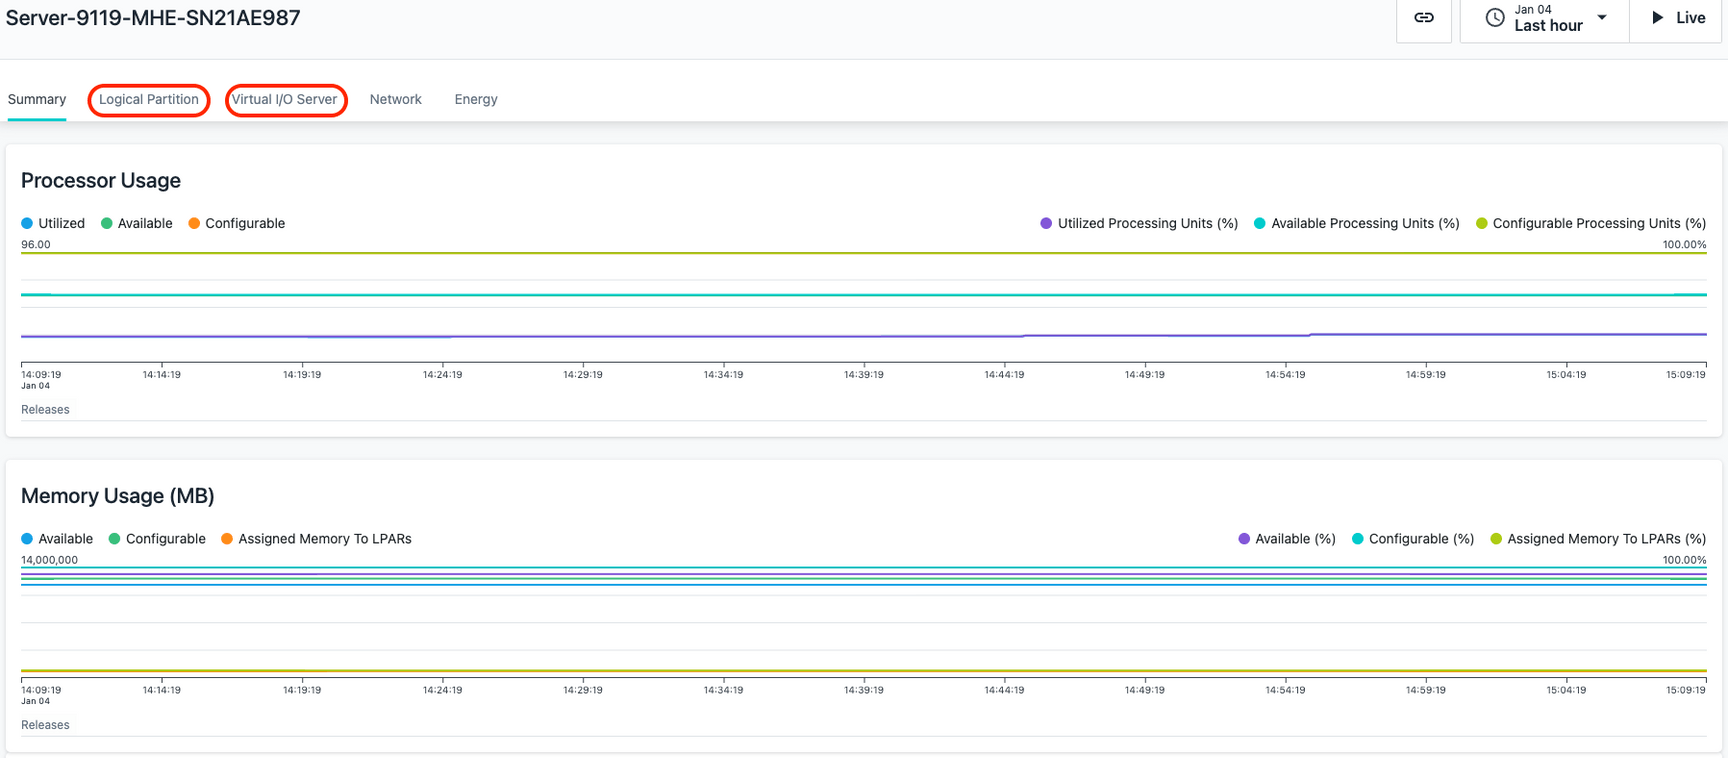 Server-9119-MHE-SN21AE987
Jan 04
Last hour
Live
Summary Logical Partition Virtual I/O Server Network Energy
Processor Usage
Utilized Available Configurable Utilized Processing Units (%) Available Processing Units (%) Configurable Processing Units (%)
96.00 100.00%
14:09:19 14:14:19 14:19:19 14:24:19 14:29:19 14:34:19 14:39:19 14:44:19 14:49:19 14:54:19 14:59:19 15:04:19 15:09:19
Jan 04
Releases
Memory Usage (MB)
Available Configurable Assigned Memory To LPARs Available (%) Configurable (%) Assigned Memory To LPARs (%)
14,000,000 100.00%
14:09:19 14:14:19 14:19:19 14:24:19 14:29:19 14:34:19 14:39:19 14:44:19 14:49:19 14:54:19 14:59:19 15:04:19 15:09:19
Jan 04
Releases